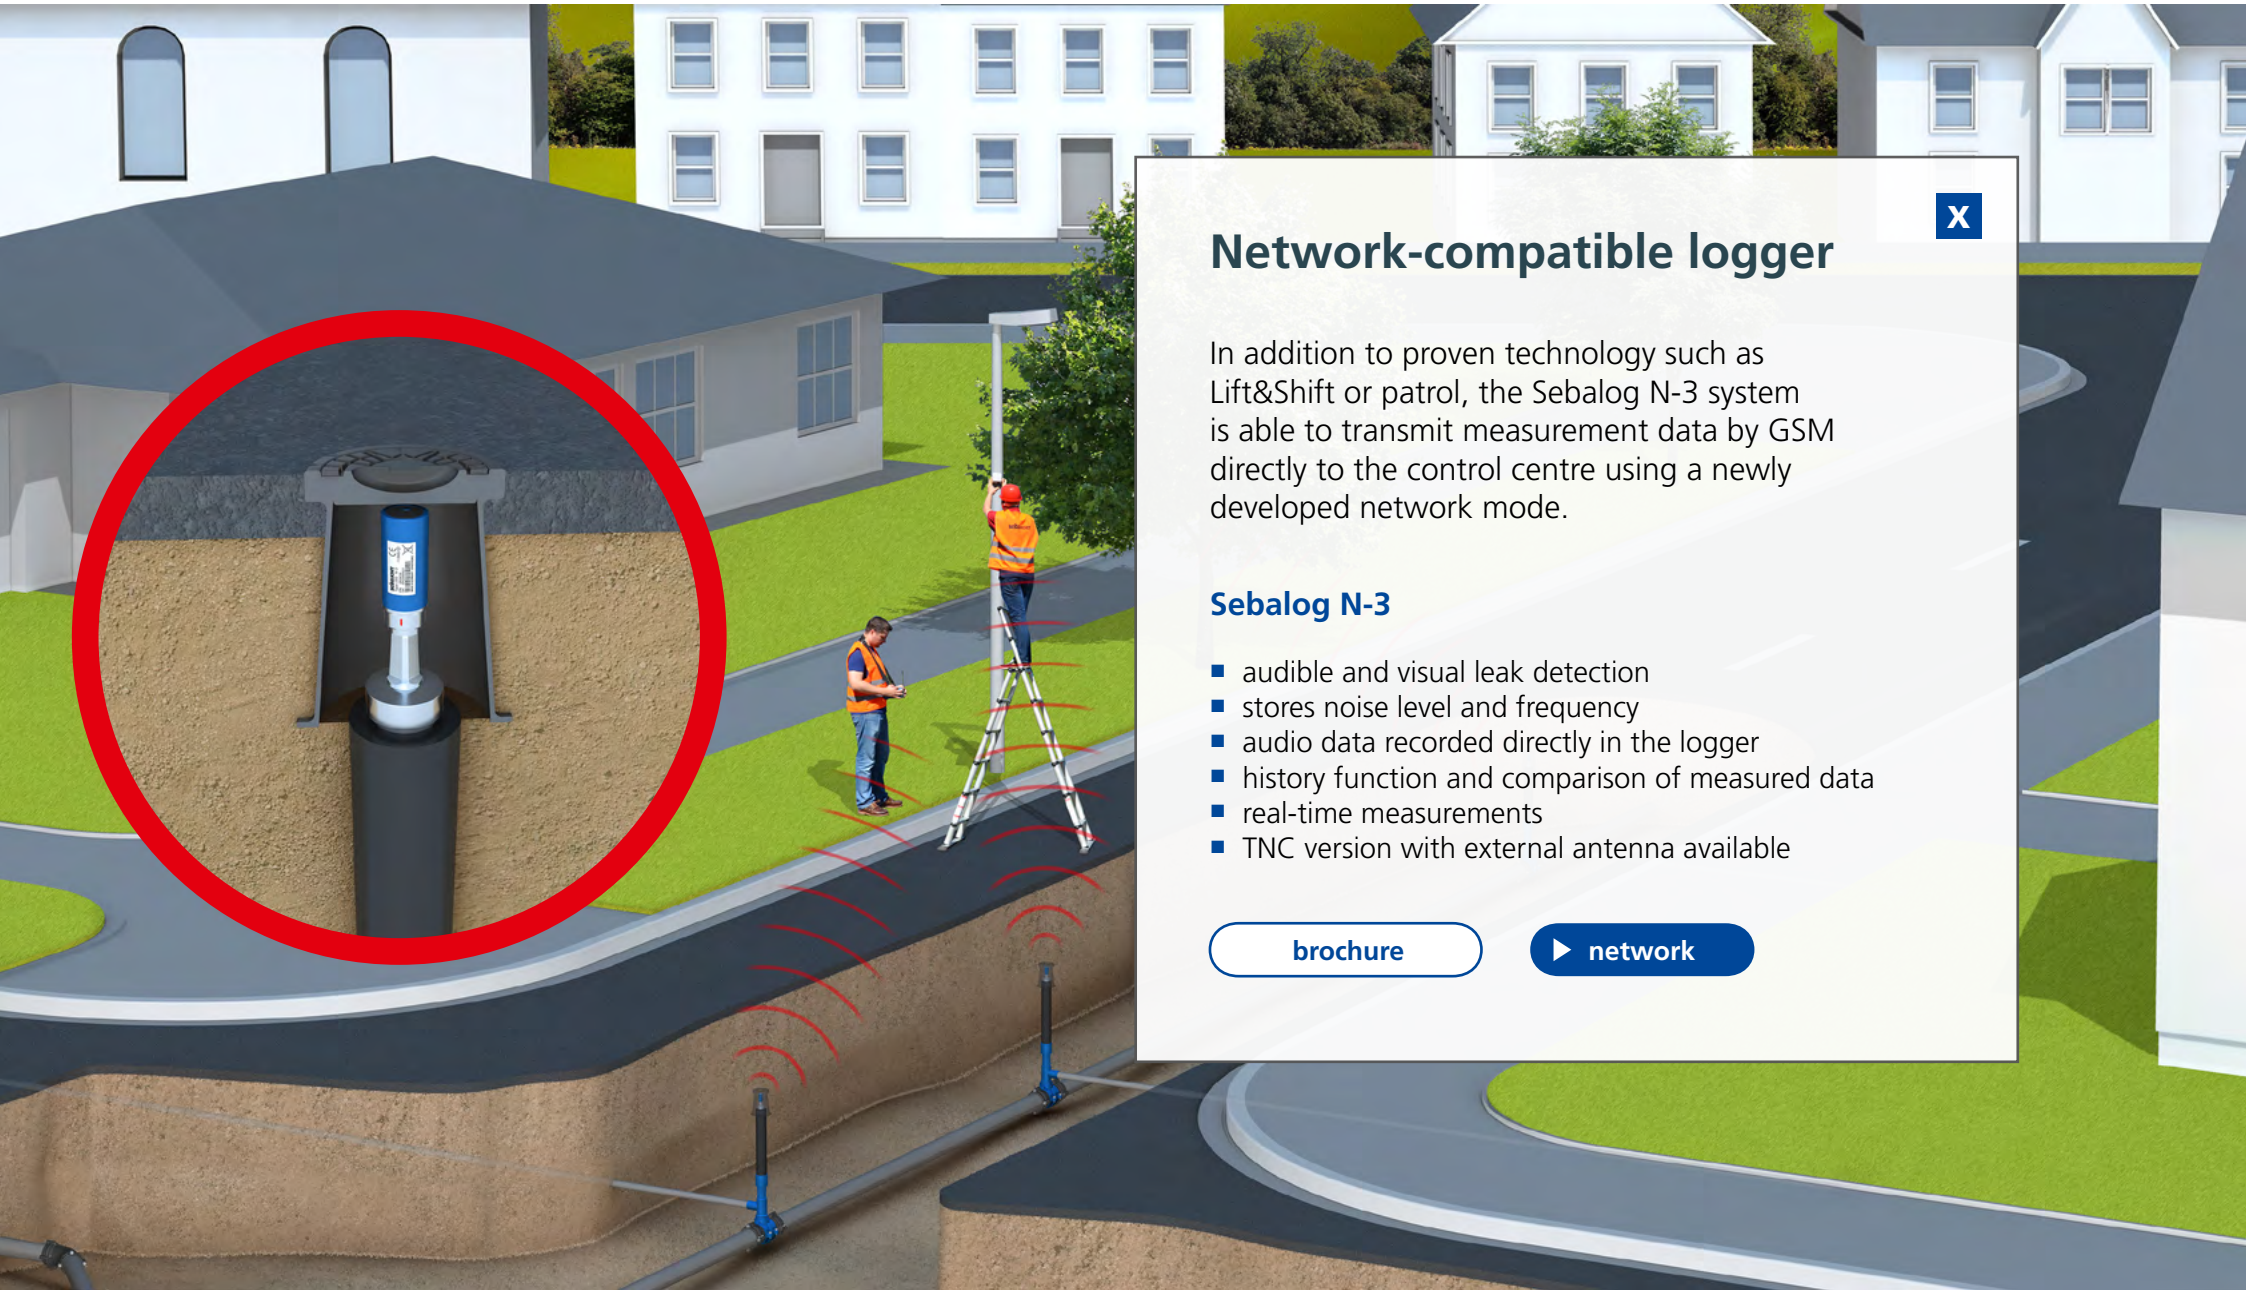 X
Network-compatible logger
In addition to proven technology such as
Lift&Shift or patrol, the Sebalog N-3 system
is able to transmit measurement data by GSM
directly to the control centre using a newly
developed network mode.
Sebalog N-3
audible and visual leak detection
stores noise level and frequency
audio data recorded directly in the logger
history function and comparison of measured data
real-time measurements
TNC version with external antenna available
brochure
network